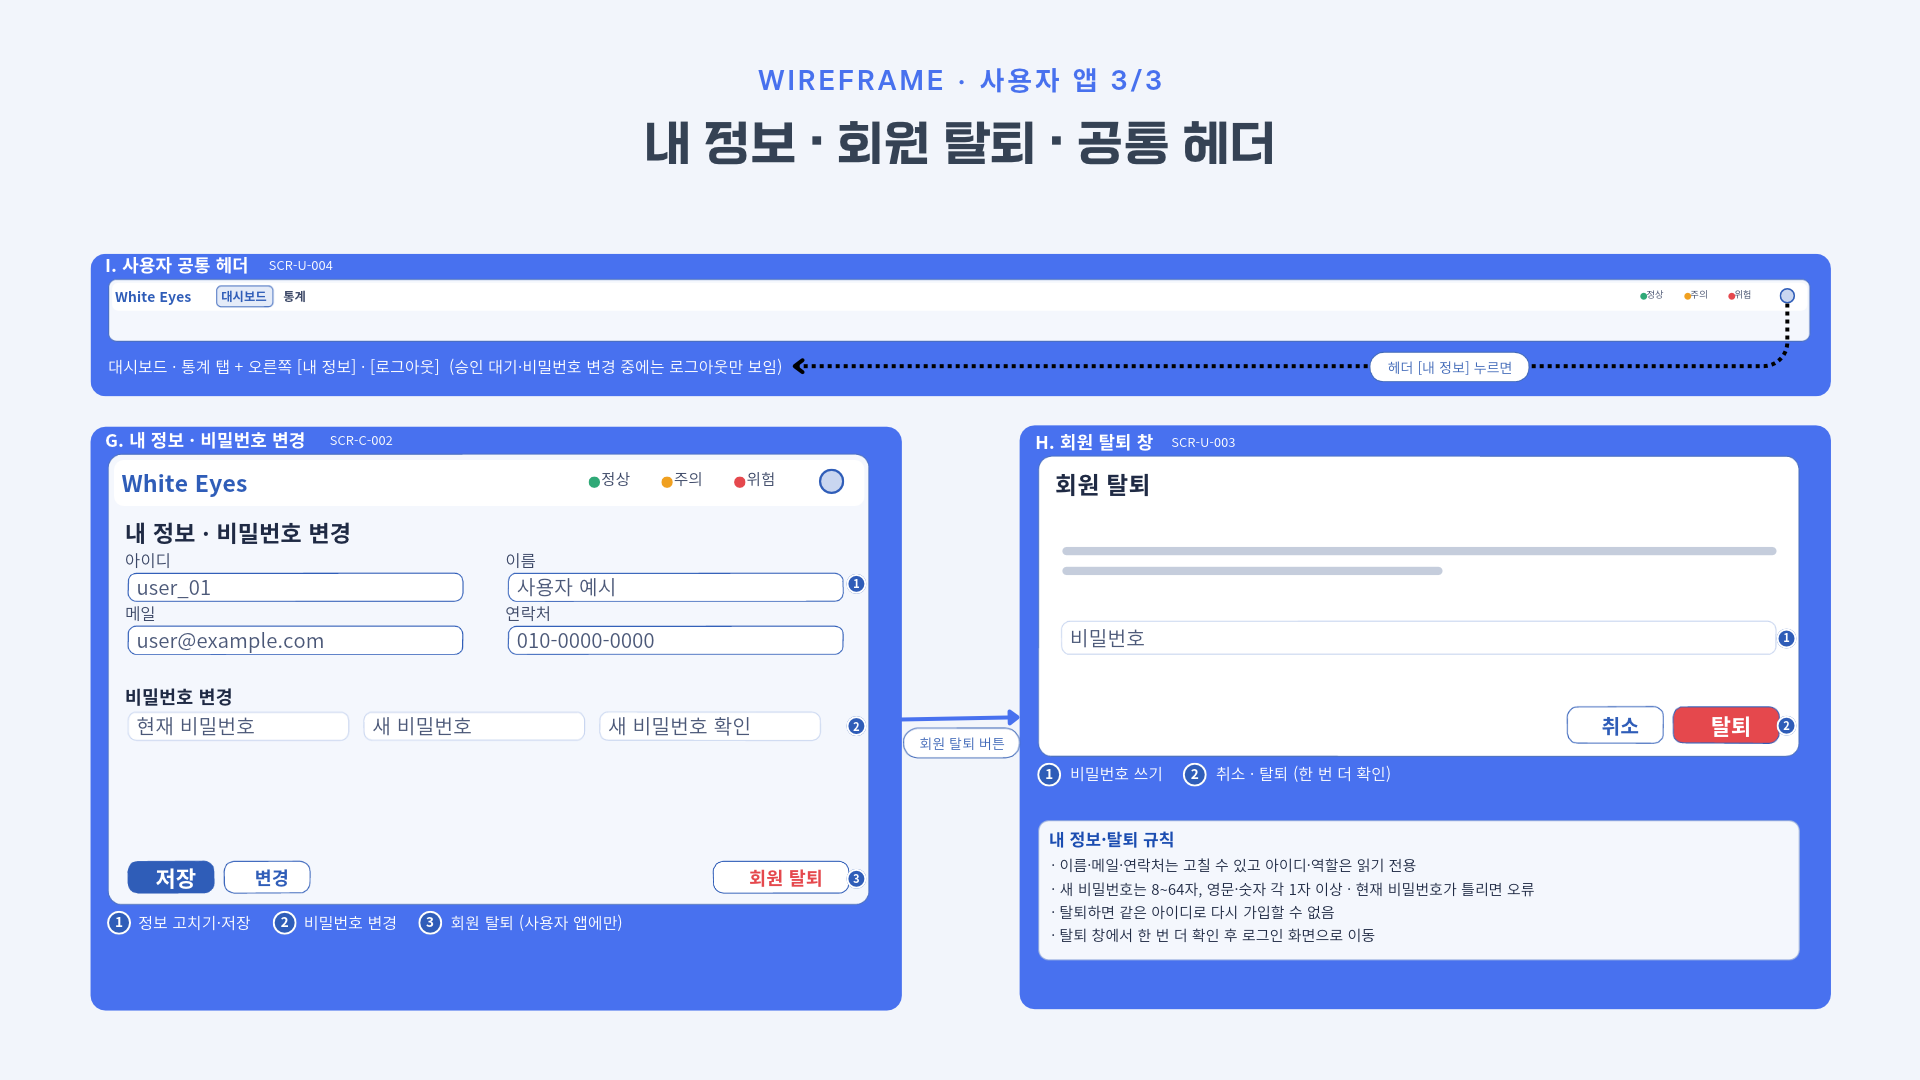 WIREFRAME · 사용자 앱 3/3
내 정보 · 회원 탈퇴 · 공통 헤더
I. 사용자 공통 헤더 SCR-U-004
White Eyes 대시보드 통계 정상 주의 위험
대시보드 · 통계 탭 + 오른쪽 [내 정보] · [로그아웃] (승인 대기·비밀번호 변경 중에는 로그아웃만 보임)
헤더 [내 정보] 누르면
G. 내 정보 · 비밀번호 변경 SCR-C-002
White Eyes 정상 주의 위험
내 정보 · 비밀번호 변경
아이디 이름
user_01 사용자 예시 1
메일 연락처
user@example.com 010-0000-0000
비밀번호 변경
현재 비밀번호 새 비밀번호 새 비밀번호 확인 2
저장 변경 회원 탈퇴 3
1 정보 고치기·저장 2 비밀번호 변경 3 회원 탈퇴 (사용자 앱에만)
회원 탈퇴 버튼
H. 회원 탈퇴 창 SCR-U-003
회원 탈퇴
비밀번호 1
취소 탈퇴 2
1 비밀번호 쓰기 2 취소 · 탈퇴 (한 번 더 확인)
내 정보·탈퇴 규칙
· 이름·메일·연락처는 고칠 수 있고 아이디·역할은 읽기 전용
· 새 비밀번호는 8~64자, 영문·숫자 각 1자 이상 · 현재 비밀번호가 틀리면 오류
· 탈퇴하면 같은 아이디로 다시 가입할 수 없음
· 탈퇴 창에서 한 번 더 확인 후 로그인 화면으로 이동